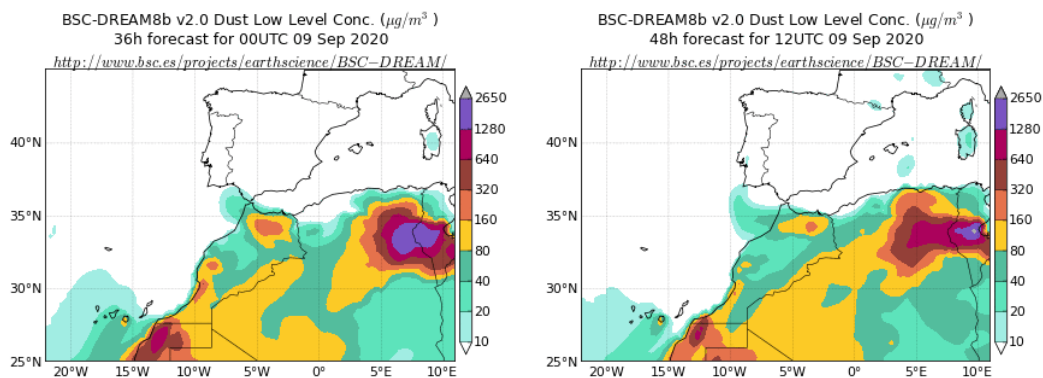 BSC-DREAM8b v2.0 Dust Low Level Conc. (μg/m³ )
36h forecast for 00UTC 09 Sep 2020
http://www.bsc.es/projects/earthscience/BSC−DREAM/
40°N
35°N
30°N
25°N
20°W
15°W
10°W
5°W
0°
5°E
10°E
2650
1280
640
320
160
80
40
20
10
BSC-DREAM8b v2.0 Dust Low Level Conc. (μg/m³ )
48h forecast for 12UTC 09 Sep 2020
http://www.bsc.es/projects/earthscience/BSC−DREAM/
40°N
35°N
30°N
25°N
20°W
15°W
10°W
5°W
0°
5°E
10°E
2650
1280
640
320
160
80
40
20
10